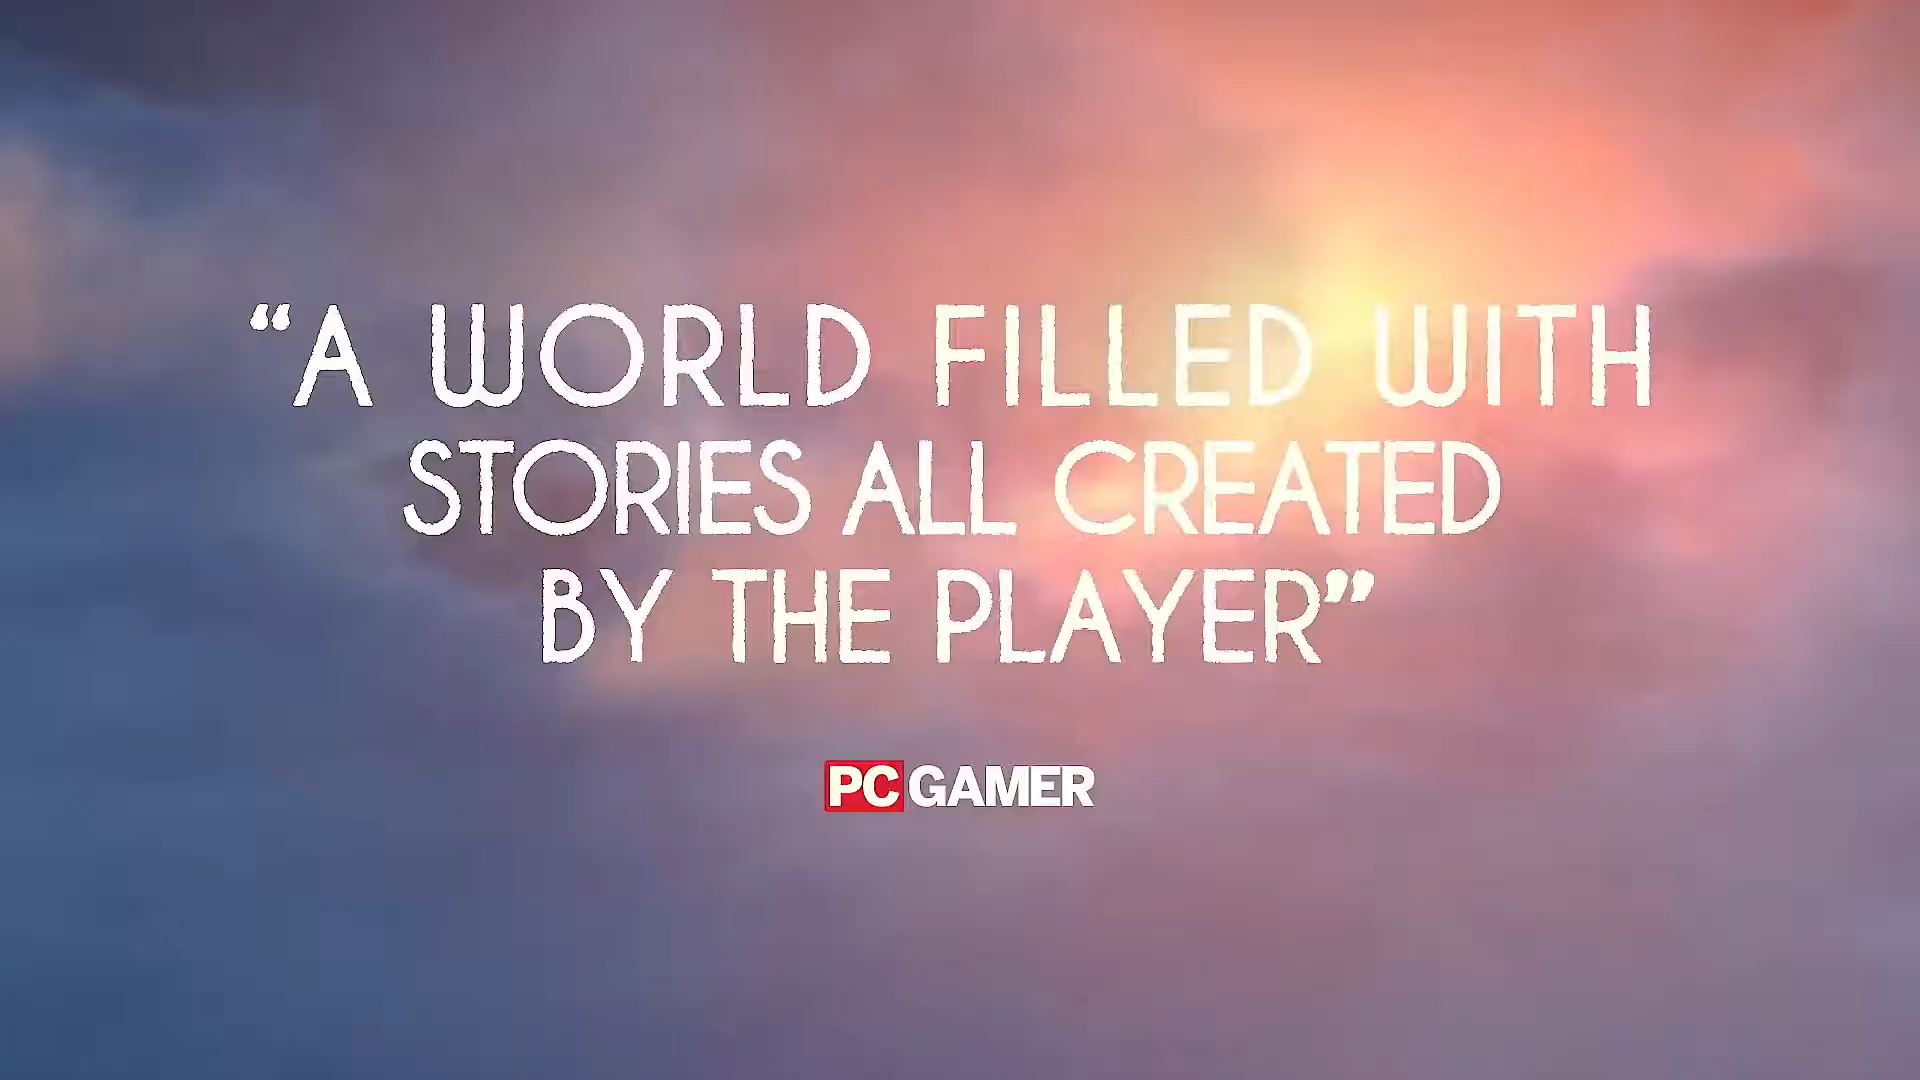 “A WORLD FILLED WITH
STORIES ALL CREATED
BY THE PLAYER”
PC GAMER